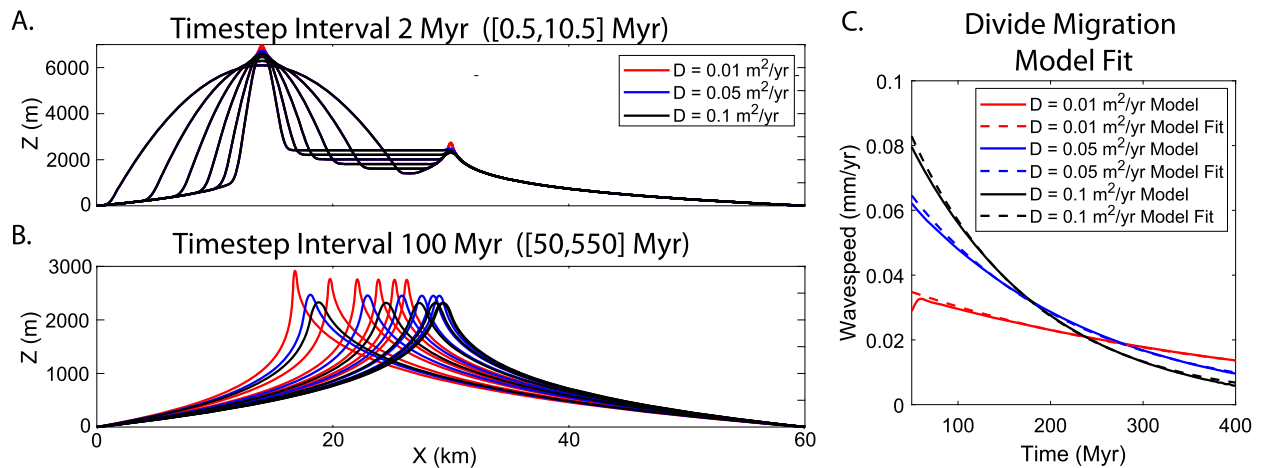 A.
Timestep Interval 2 Myr ([0.5,10.5] Myr)
Z (m)
6000
4000
2000
0
D = 0.01 m²/yr
D = 0.05 m²/yr
D = 0.1 m²/yr
B.
Timestep Interval 100 Myr ([50,550] Myr)
Z (m)
3000
2000
1000
0
0
20
40
60
X (km)
C.
Divide Migration
Model Fit
Wavespeed (mm/yr)
0.1
0.08
0.06
0.04
0.02
0
D = 0.01 m²/yr Model
D = 0.01 m²/yr Model Fit
D = 0.05 m²/yr Model
D = 0.05 m²/yr Model Fit
D = 0.1 m²/yr Model
D = 0.1 m²/yr Model Fit
100
200
300
400
Time (Myr)